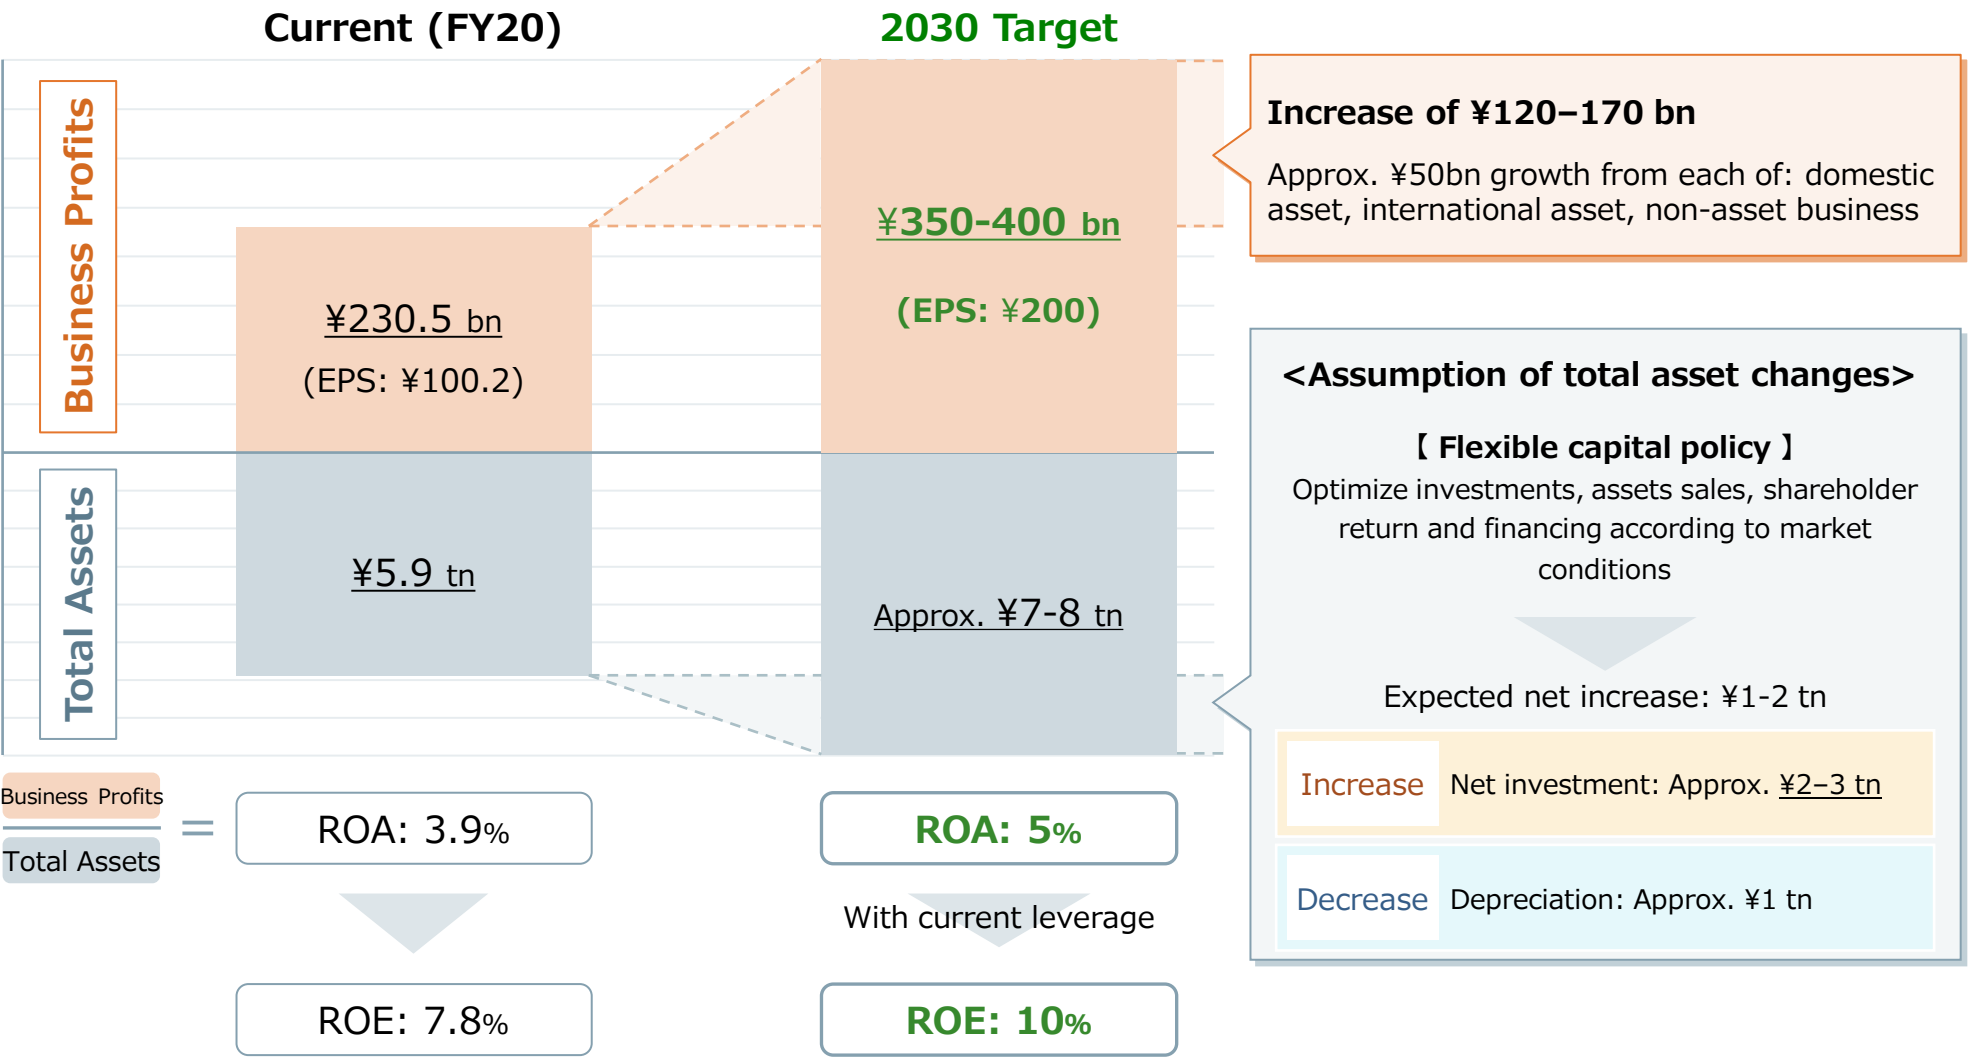 Current (FY20)
2030 Target
Business Profits
¥230.5 bn
(EPS: ¥100.2)
¥350-400 bn
(EPS: ¥200)
Increase of ¥120–170 bn
Approx. ¥50bn growth from each of: domestic
asset, international asset, non-asset business
Total Assets
¥5.9 tn
Approx. ¥7-8 tn
<Assumption of total asset changes>
【 Flexible capital policy 】
Optimize investments, assets sales, shareholder
return and financing according to market
conditions
Expected net increase: ¥1-2 tn
Increase Net investment: Approx. ¥2–3 tn
Decrease Depreciation: Approx. ¥1 tn
Business Profits
Total Assets
=
ROA: 3.9%
ROA: 5%
With current leverage
ROE: 7.8%
ROE: 10%